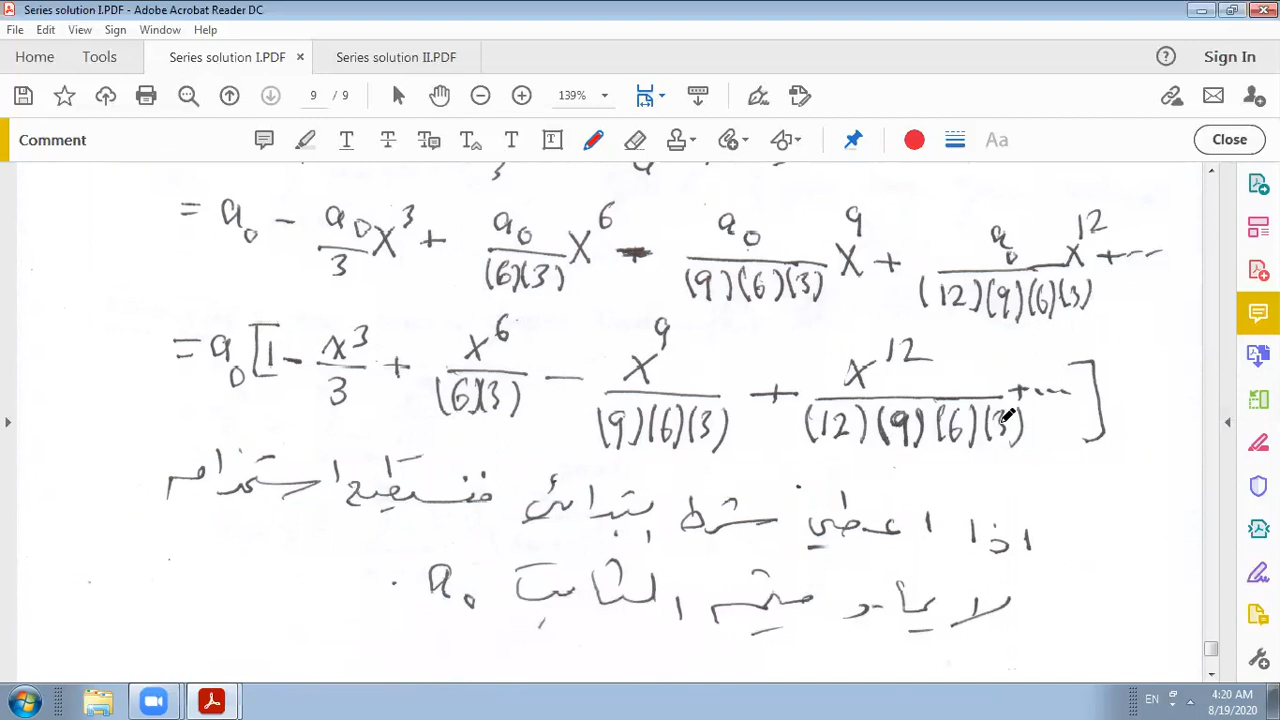 Series solution I.PDF - Adobe Acrobat Reader DC
File Edit View Sign Window Help
Home Tools Series solution I.PDF × Series solution II.PDF Sign In
9 / 9 139%
Comment Close
= a₀ - a₀/3 x³ + a₀/(6)(3) x⁶ - a₀/(9)(6)(3) x⁹ + a₀/(12)(9)(6)(3) x¹² + ...
= a₀ [1 - x³/3 + x⁶/(6)(3) - x⁹/(9)(6)(3) + x¹²/(12)(9)(6)(3) + ...]
اذا اعطي شرط ابتدائي فنستطيع استخدام
لايجاد قيمة الثابت a₀ .
EN 4:20 AM
8/19/2020